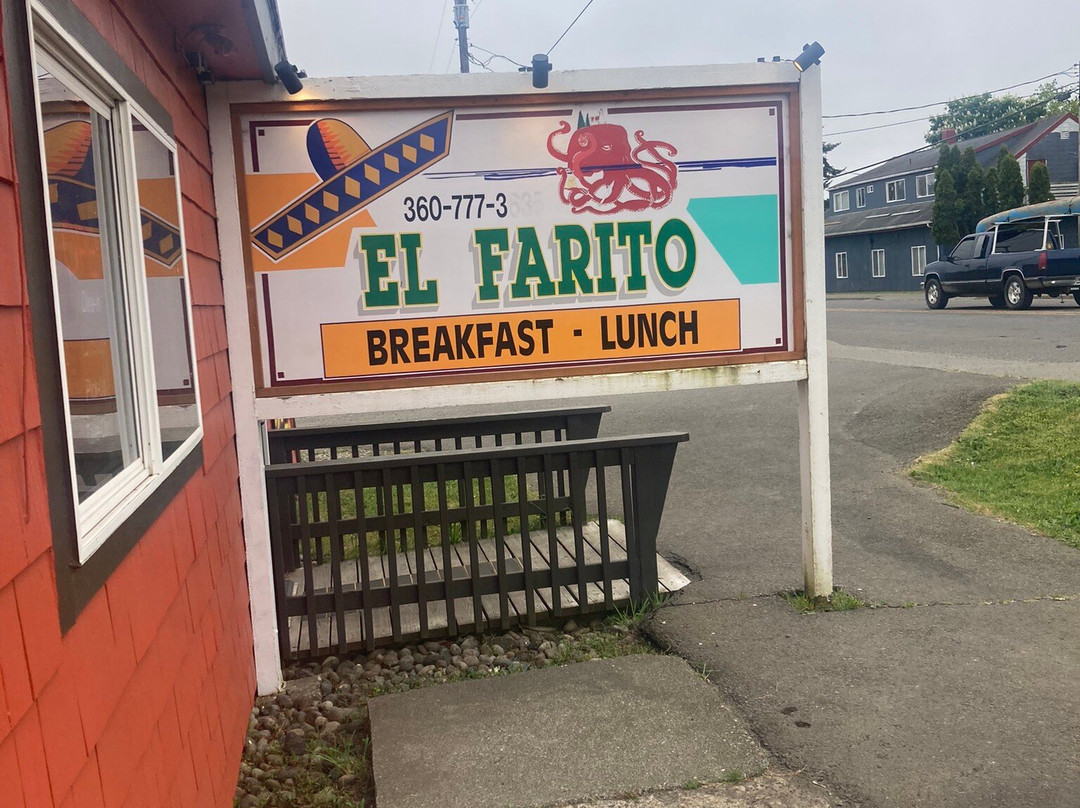 360-777-3
EL FARITO
BREAKFAST - LUNCH